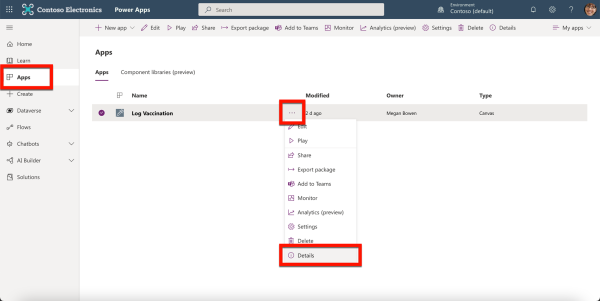 Contoso Electronics Power Apps Search Environment
Contoso (default) ?
+ New app Edit Play Share Export package Add to Teams Monitor Analytics (preview) Settings Delete Details My apps
Home
Learn
Apps
Create
Dataverse
Flows
Chatbots
AI Builder
Solutions
Apps
Apps Component libraries (preview)
Name Modified Owner Type
Log Vaccination ... 2 d ago Megan Bowen Canvas
Edit
Play
Share
Export package
Add to Teams
Monitor
Analytics (preview)
Settings
Delete
Details